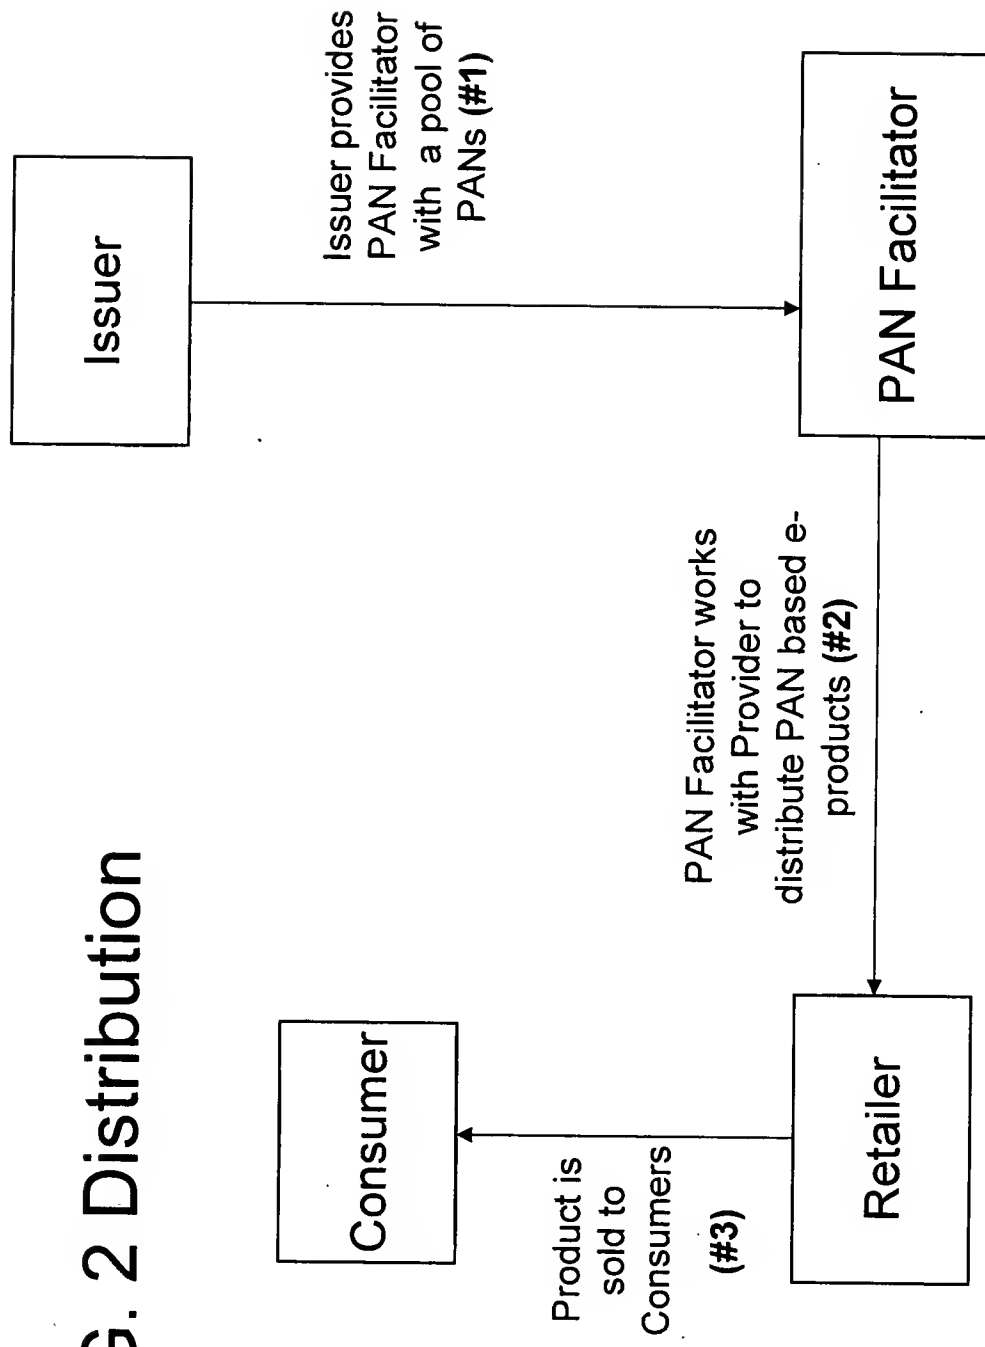 G. 2 Distribution
Issuer
Consumer
Issuer provides
PAN Facilitator
with a pool of
PANs (#1)
Product is
sold to
Consumers
(#3)
PAN Facilitator works
with Provider to
distribute PAN based e-
products (#2)
Retailer
PAN Facilitator